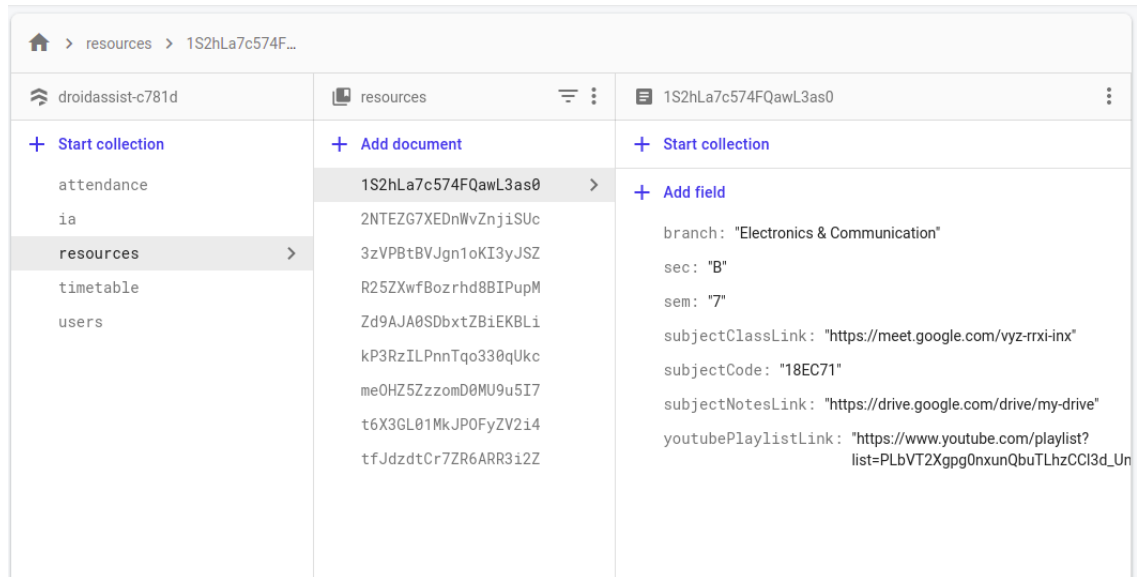 resources > 1S2hLa7c574F...
droidassist-c781d
Start collection
attendance
ia
resources
timetable
users
resources
Add document
1S2hLa7c574FQawL3as0
2NTEZG7XEDnWvZnjiSUc
3zVPBtBVJgn1oKI3yJSZ
R25ZXwfBozrhd8BIPupM
Zd9AJA0SDbxtZBiEKBLi
kP3RzILPnnTqo330qUkc
meOHZ5ZzzomD0MU9u5I7
t6X3GL01MkJPOFyZV2i4
tfJdzdtCr7ZR6ARR3i2Z
1S2hLa7c574FQawL3as0
Start collection
Add field
branch: "Electronics & Communication"
sec: "B"
sem: "7"
subjectClassLink: "https://meet.google.com/vyz-rrxi-inx"
subjectCode: "18EC71"
subjectNotesLink: "https://drive.google.com/drive/my-drive"
youtubePlaylistLink: "https://www.youtube.com/playlist?
list=PLbVT2Xgpg0nxunQbuTLhzCCl3d_Un